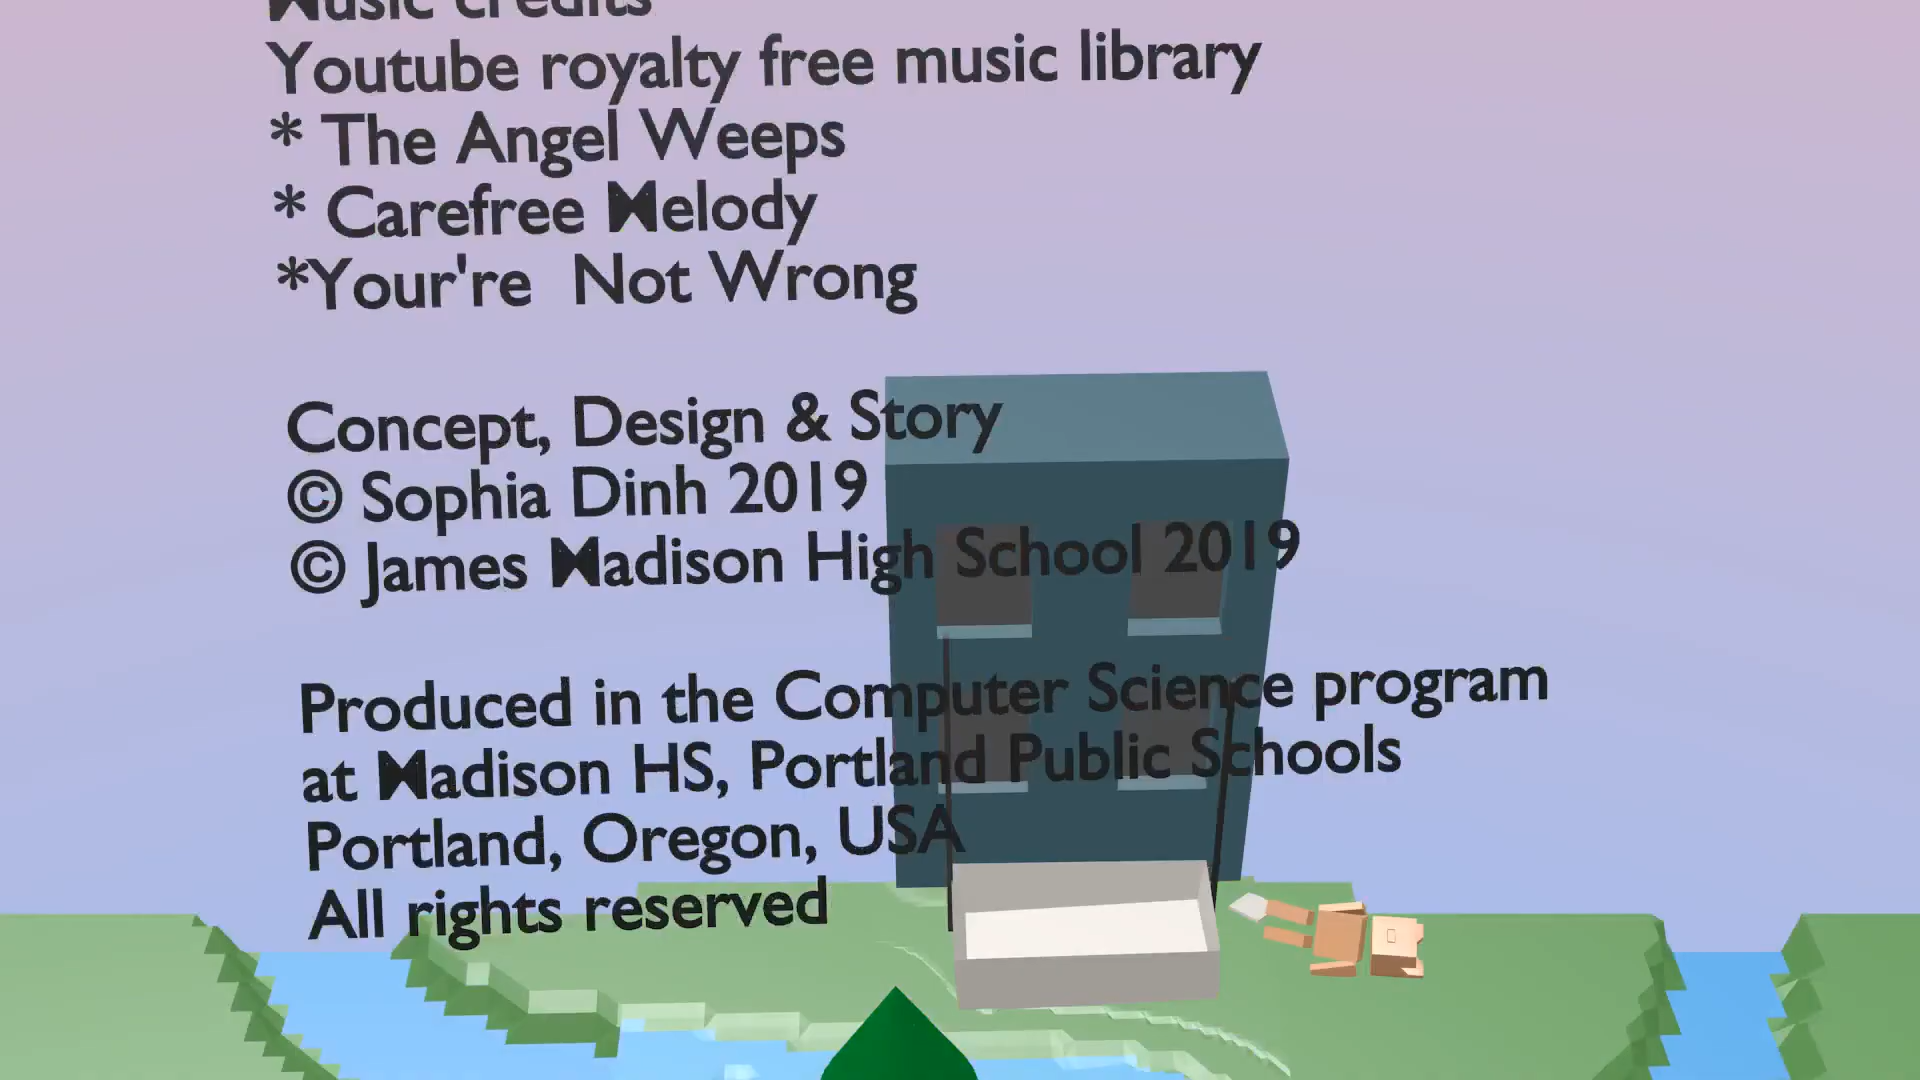 Music credits
Youtube royalty free music library
* The Angel Weeps
* Carefree Melody
*Your're  Not Wrong
Concept, Design & Story
© Sophia Dinh 2019
© James Madison High School 2019
Produced in the Computer Science program
at Madison HS, Portland Public Schools
Portland, Oregon, USA
All rights reserved